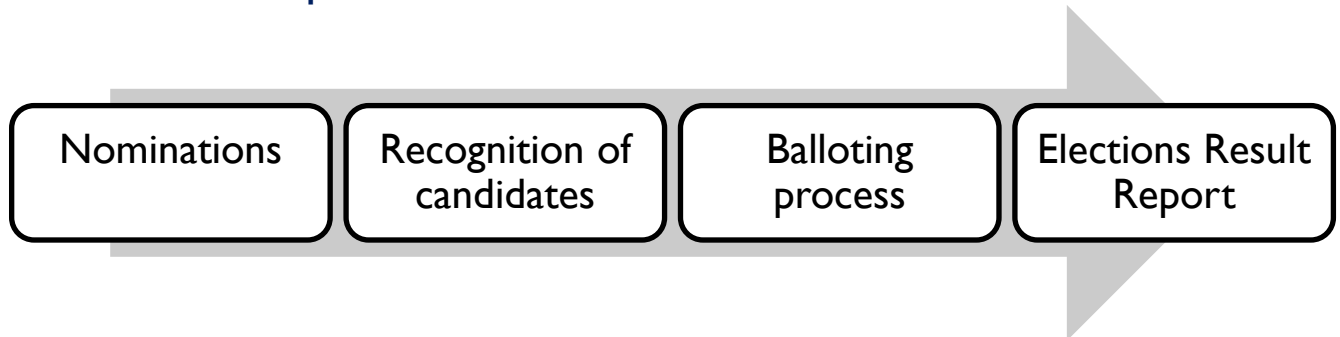 Nominations
Recognition of
candidates
Balloting
process
Elections Result
Report